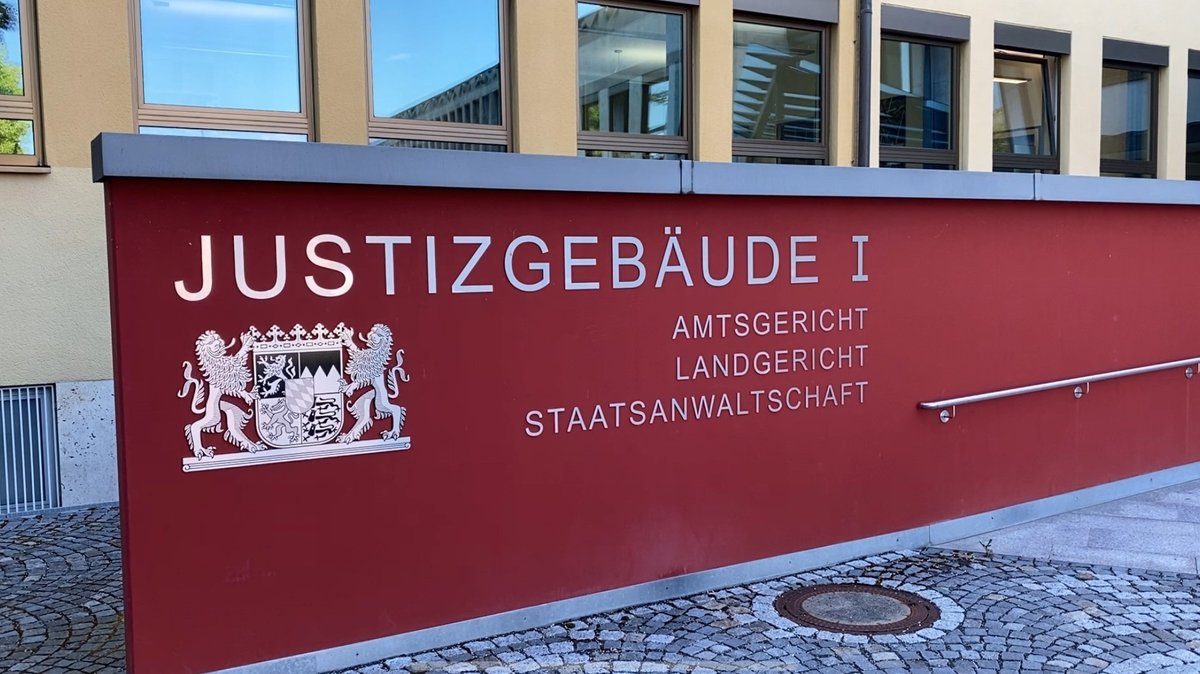 JUSTIZGEBÄUDE I
AMTSGERICHT
LANDGERICHT
STAATSANWALTSCHAFT